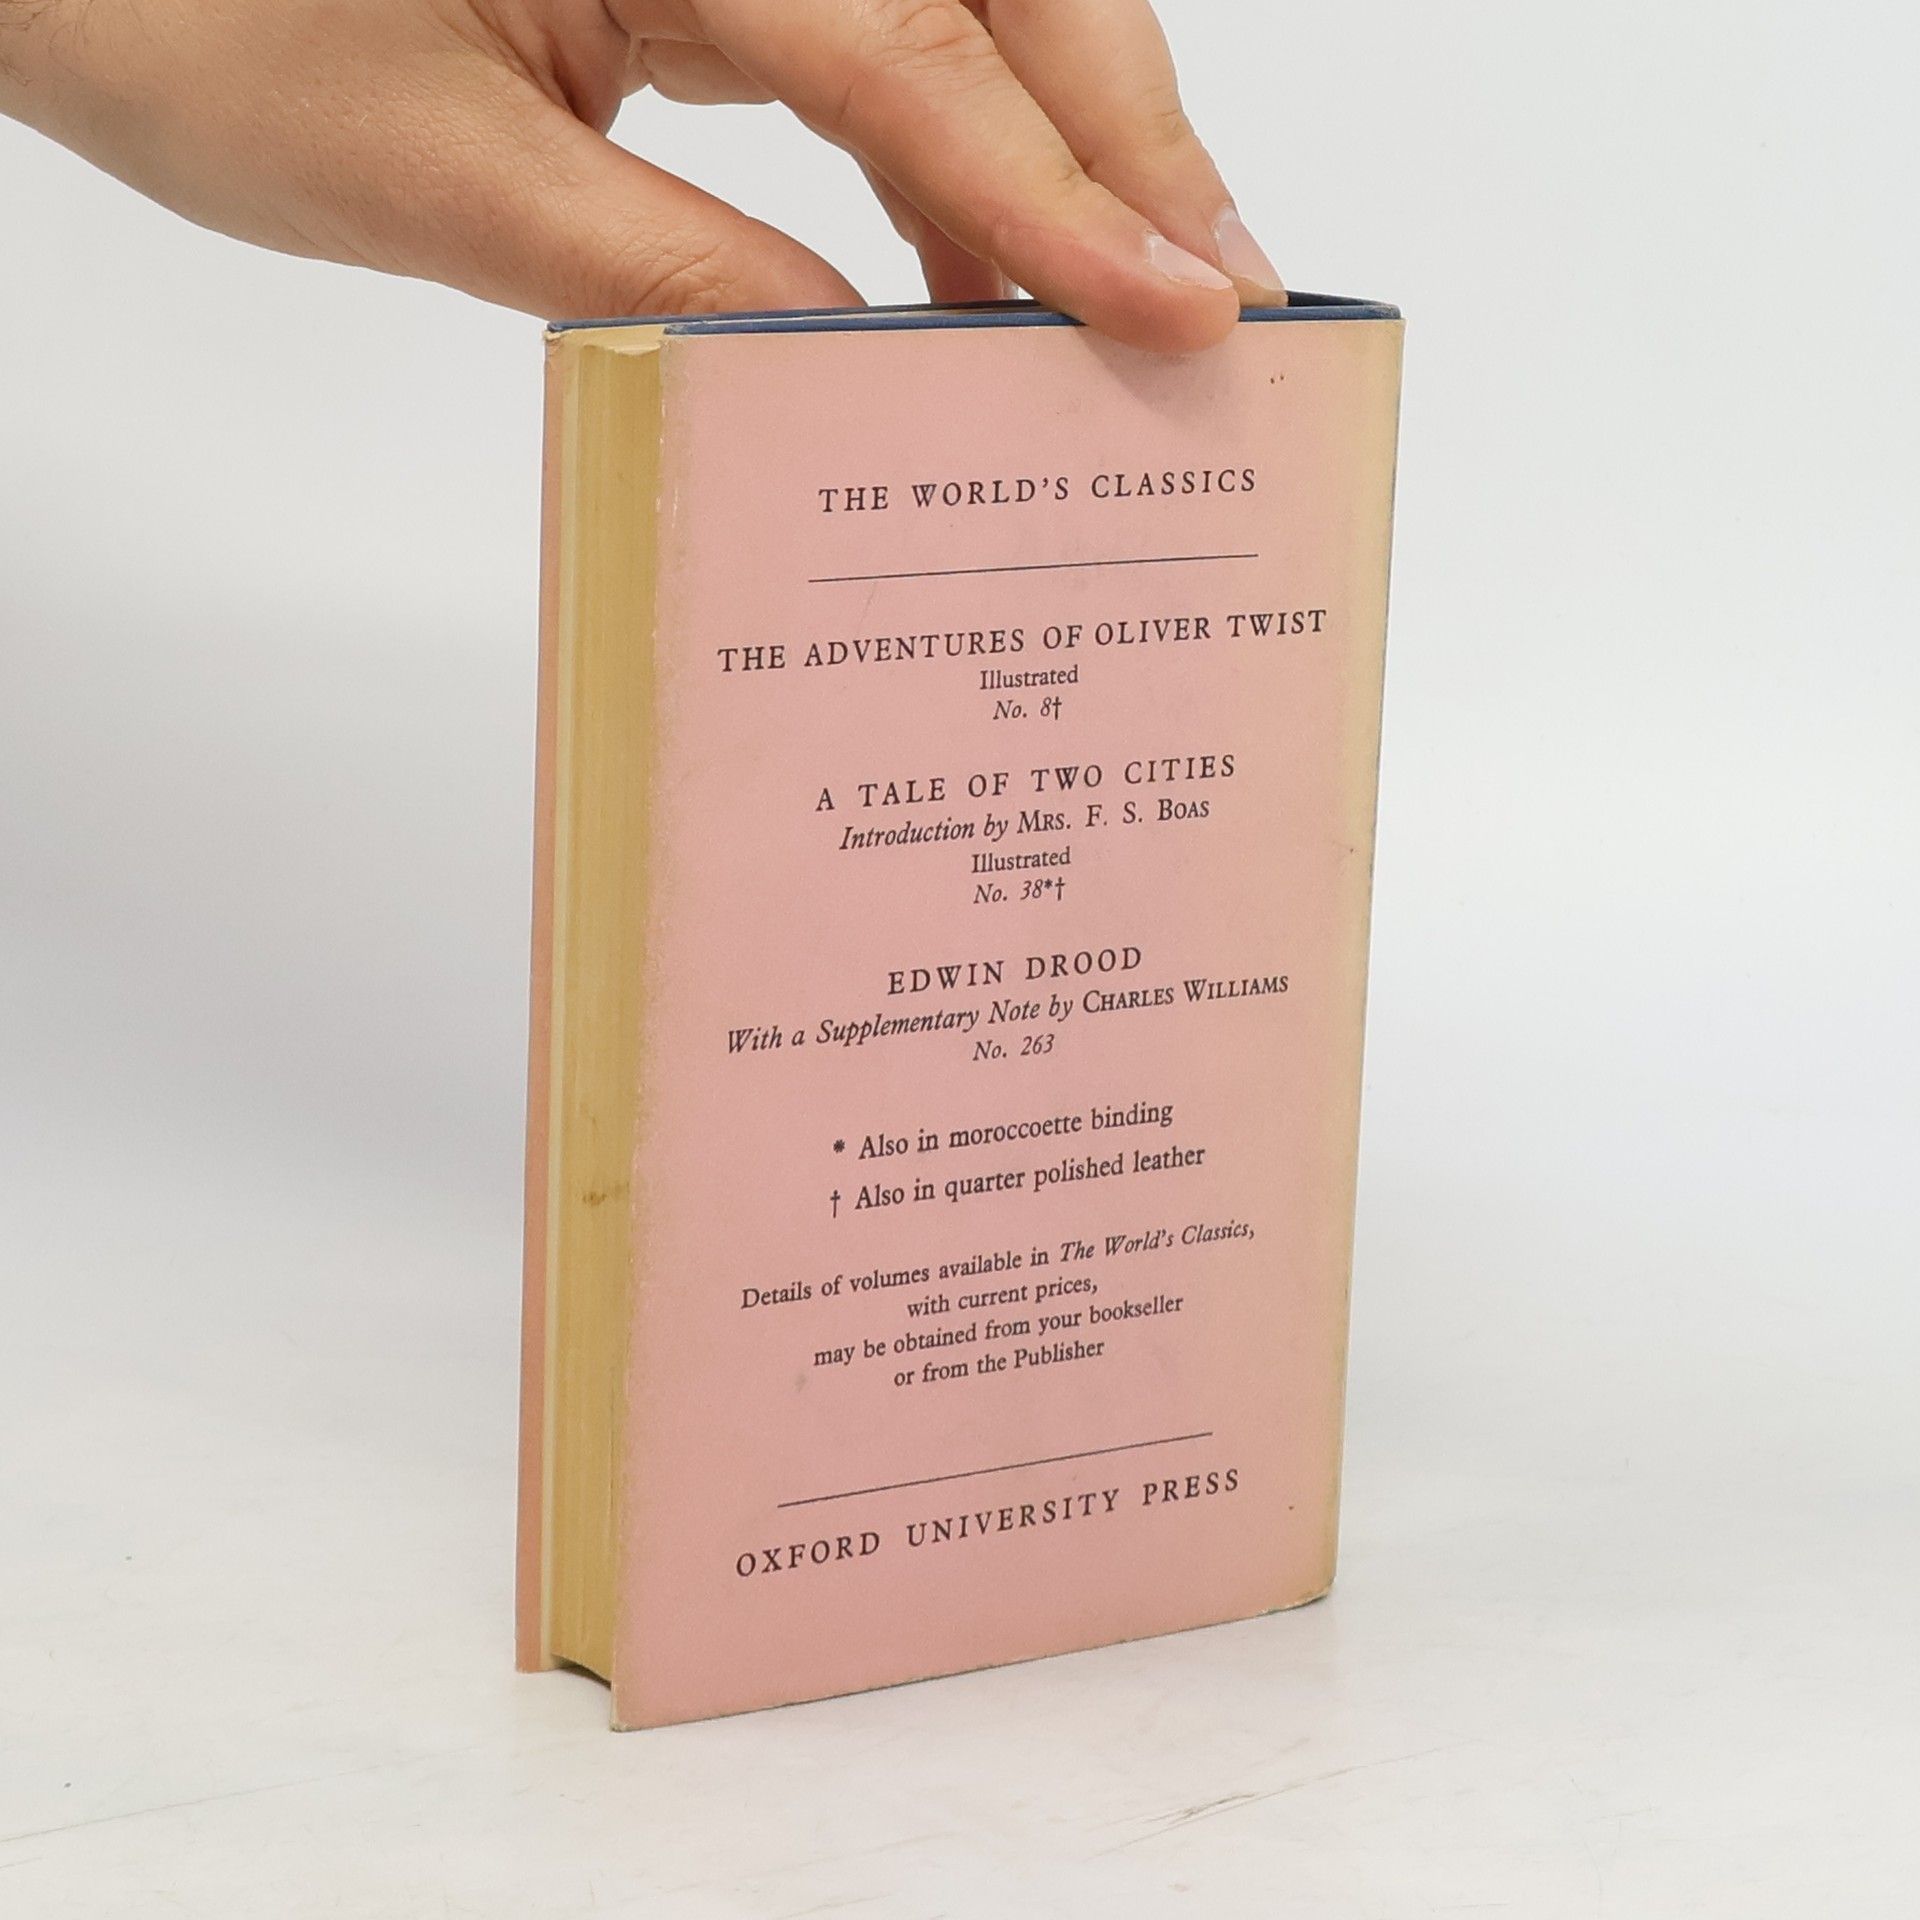 THE WORLD'S CLASSICS
THE ADVENTURES OF OLIVER TWIST
Illustrated
No. 8†
A TALE OF TWO CITIES
Introduction by MRS. F. S. BOAS
Illustrated
No. 38*†
EDWIN DROOD
With a Supplementary Note by CHARLES WILLIAMS
No. 263
* Also in moroccoette binding
† Also in quarter polished leather
Details of volumes available in The World's Classics,
with current prices,
may be obtained from your bookseller
or from the Publisher
OXFORD UNIVERSITY PRESS